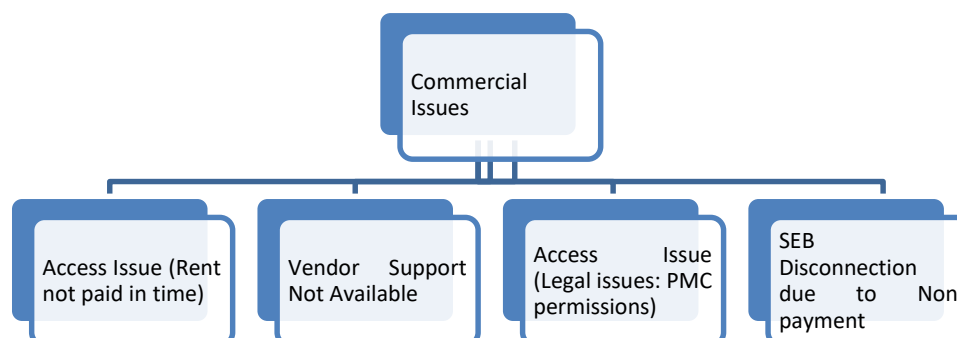 Commercial
Issues
Access Issue (Rent
not paid in time)
Vendor Support
Not Available
Access Issue
(Legal issues: PMC
permissions)
SEB
Disconnection
due to Non
payment